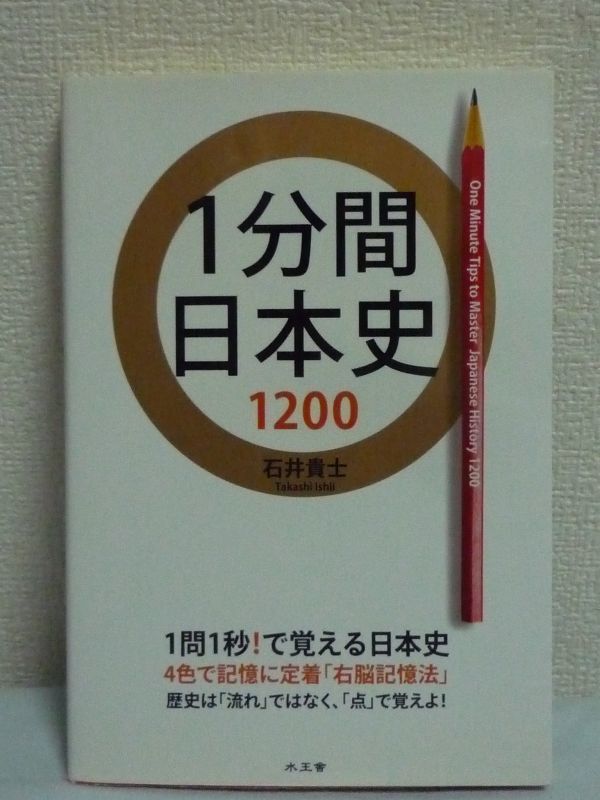 1分間
日本史
1200
石井貴士
Takashi Ishii
One Minute Tips to Master Japanese History 1200
1問1秒!で覚える日本史
4色で記憶に定着「右脳記憶法」
歴史は「流れ」ではなく、「点」で覚えよ!
水王舎